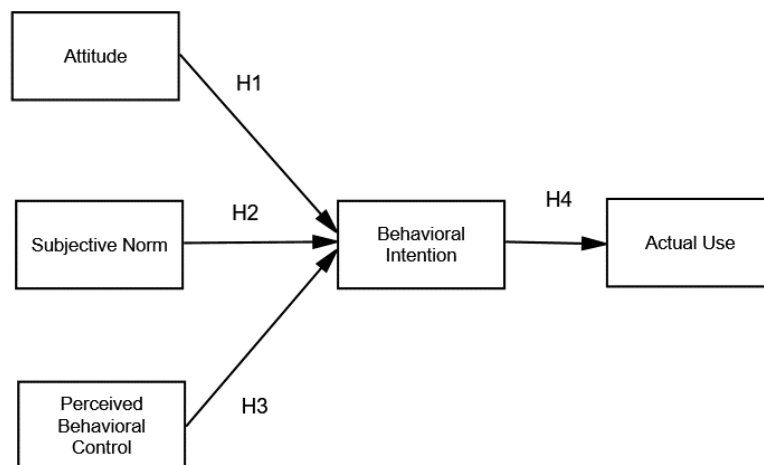 Attitude
H1
Subjective Norm
H2
Behavioral
Intention
H4
Actual Use
Perceived
Behavioral
Control
H3